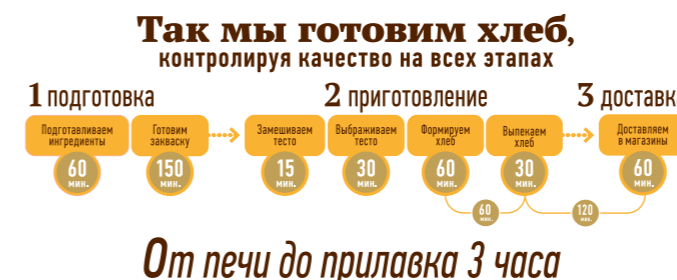 Так мы готовим хлеб,
контролируя качество на всех этапах
1 подготовка
2 приготовление
3 доставка
Подготавливаем
ингредиенты
60
мин.
Готовим
закваску
150
мин.
Замешиваем
тесто
15
мин.
Выбраживаем
тесто
30
мин.
Формируем
хлеб
60
мин.
Выпекаем
хлеб
30
мин.
Доставляем
в магазины
60
мин.
60
мин.
120
мин.
От печи до прилавка 3 часа